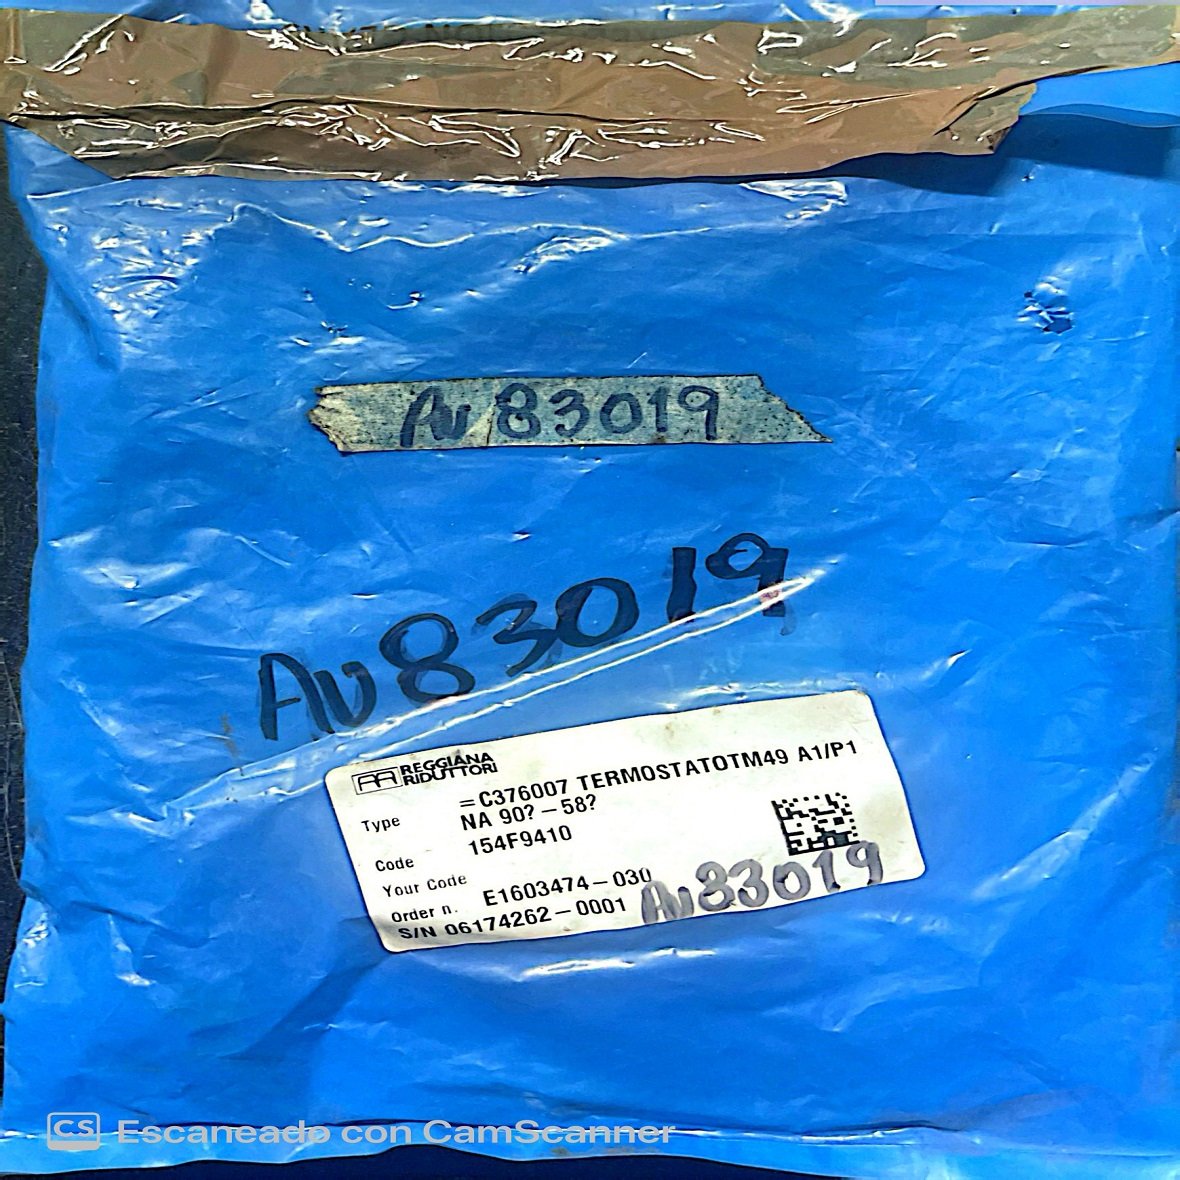 Av 83019
Av83019
REGGIANA
RIDUTTORI
Type =C376007 TERMOSTATOTM49 A1/P1
NA 90?-58?
Code 154F9410
Your Code
Order n. E1603474-030
S/N 06174262-0001 Av83019
CS Escaneado con CamScanner